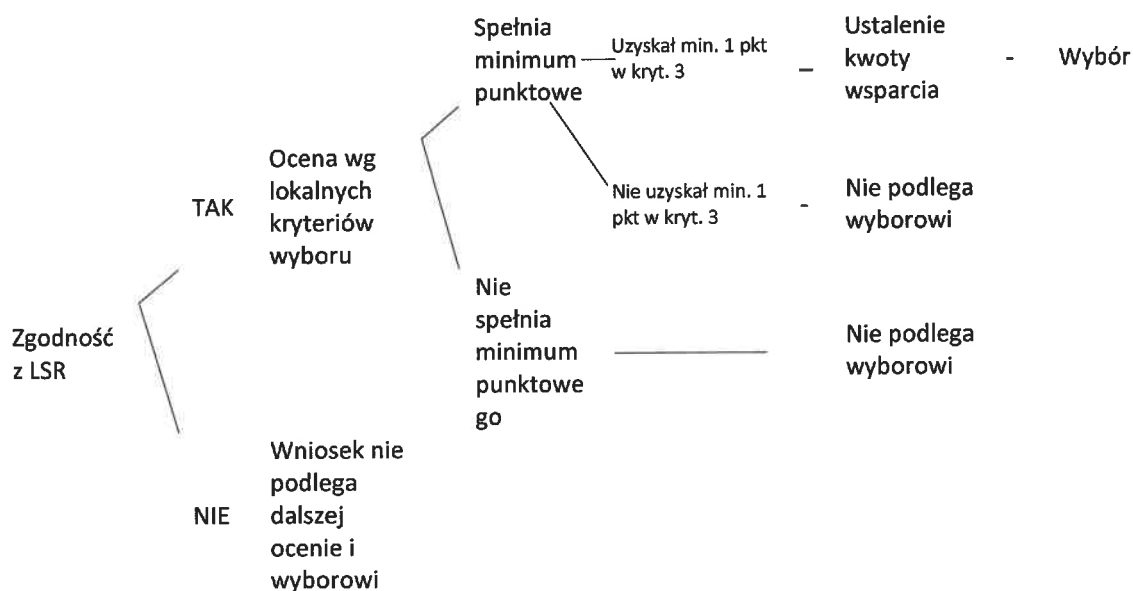 Zgodność
z LSR
TAK
Ocena wg
lokalnych
kryteriów
wyboru
Spełnia
minimum
punktowe
Uzyskał min. 1 pkt
w kryt. 3
-
Ustalenie
kwoty
wsparcia
-
Wybór
Nie uzyskał min. 1
pkt w kryt. 3
-
Nie podlega
wyborowi
Nie
spełnia
minimum
punktowe
go
Nie podlega
wyborowi
NIE
Wniosek nie
podlega
dalszej
ocenie i
wyborowi